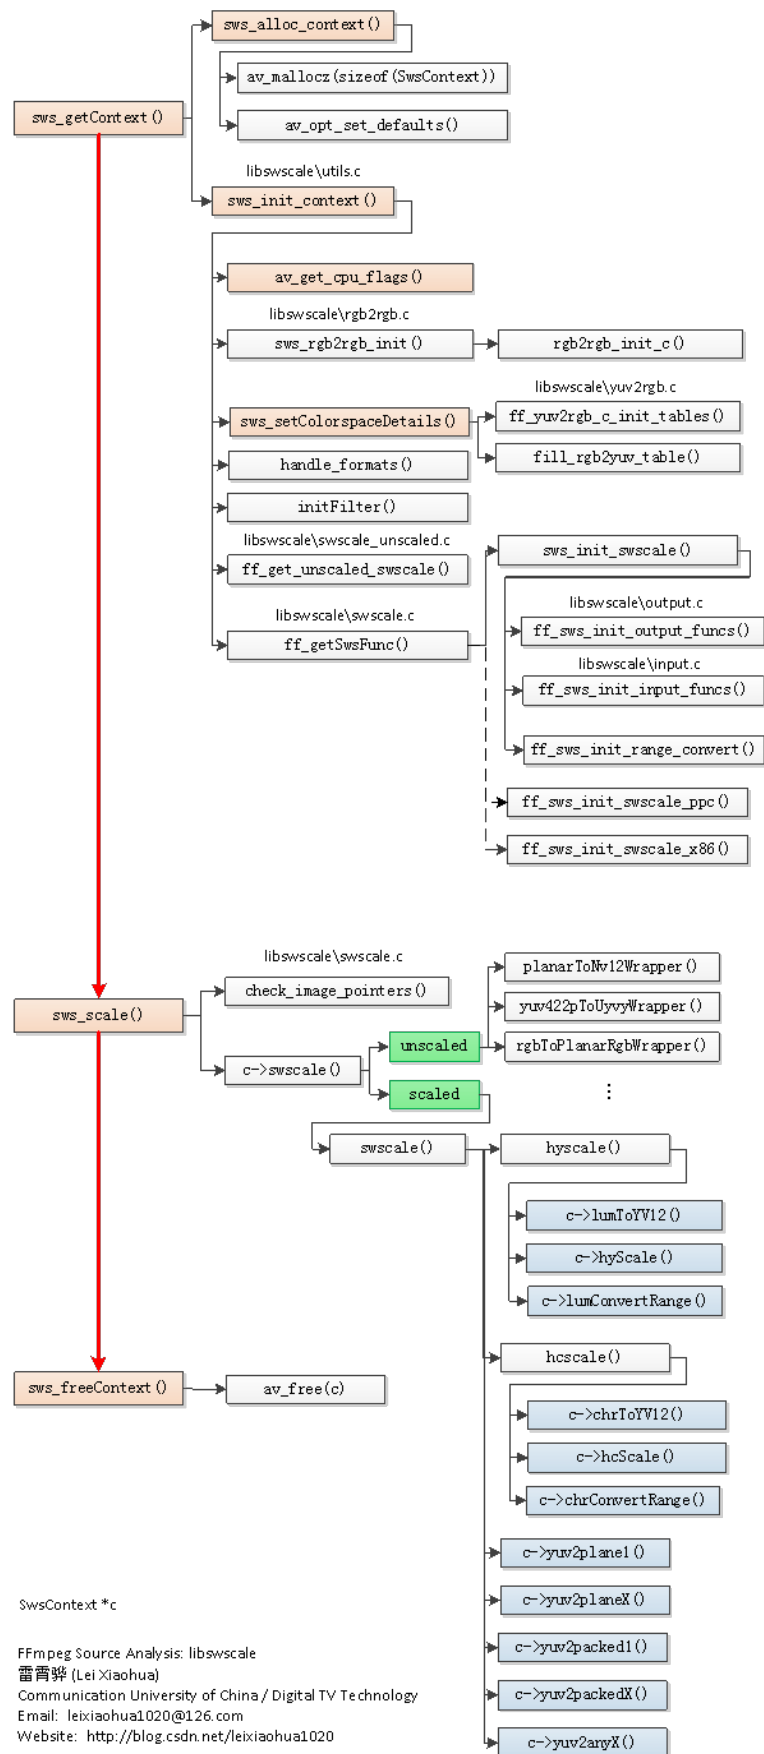 sws_alloc_context()
av_mallocz(sizeof(SwsContext))
sws_getContext()
av_opt_set_defaults()
libswscale\utils.c
sws_init_context()
av_get_cpu_flags()
libswscale\rgb2rgb.c
sws_rgb2rgb_init()
rgb2rgb_init_c()
libswscale\yuv2rgb.c
sws_setColorspaceDetails()
ff_yuv2rgb_c_init_tables()
handle_formats()
fill_rgb2yuv_table()
initFilter()
libswscale\swscale_unscaled.c
sws_init_swscale()
ff_get_unscaled_swscale()
libswscale\output.c
libswscale\swscale.c
ff_sws_init_output_funcs()
ff_getSwsFunc()
libswscale\input.c
ff_sws_init_input_funcs()
ff_sws_init_range_convert()
ff_sws_init_swscale_ppc()
ff_sws_init_swscale_x86()
libswscale\swscale.c
planarToNv12Wrapper()
check_image_pointers()
yuv422pToUyvyWrapper()
sws_scale()
unscaled
rgbToPlanarRgbWrapper()
c->swscale()
scaled
⋮
swscale()
hyscale()
c->lumToYV12()
c->hyScale()
c->lumConvertRange()
hcscale()
sws_freeContext()
av_free(c)
c->chrToYV12()
c->hcScale()
c->chrConvertRange()
c->yuv2plane1()
c->yuv2planeX()
SwsContext *c
c->yuv2packed1()
FFmpeg Source Analysis: libswscale
雷霄骅 (Lei Xiaohua)
c->yuv2packedX()
Communication University of China / Digital TV Technology
Email: leixiaohua1020@126.com
Website: http://blog.csdn.net/leixiaohua1020
c->yuv2anyX()